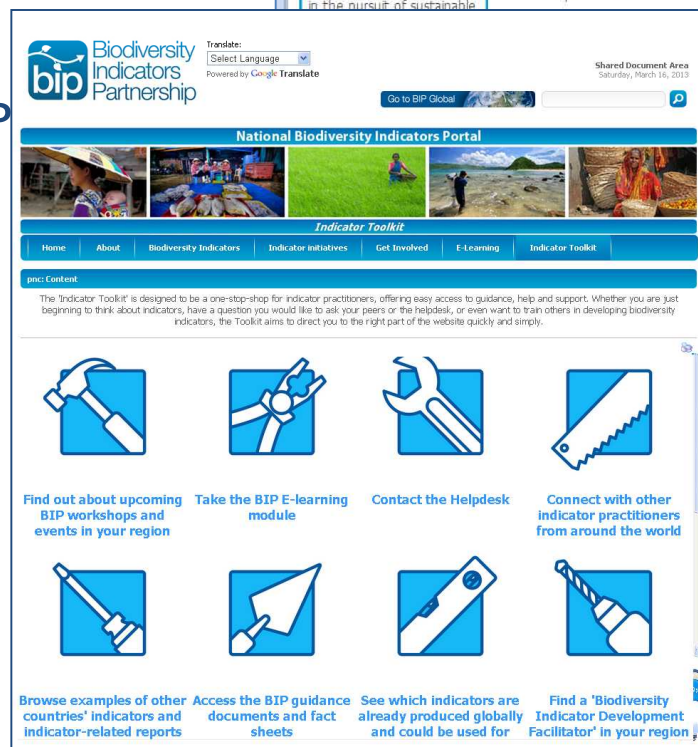 in the pursuit of sustainable
P
bip
Biodiversity
Indicators
Partnership
Translate:
Select Language
Powered by Google Translate
Shared Document Area
Saturday, March 16, 2013
Go to BIP Global
National Biodiversity Indicators Portal
Indicator Toolkit
Home About Biodiversity Indicators Indicator initiatives Get Involved E-Learning Indicator Toolkit
pnc: Content
The 'Indicator Toolkit' is designed to be a one-stop-shop for indicator practitioners, offering easy access to guidance, help and support. Whether you are just
beginning to think about indicators, have a question you would like to ask your peers or the helpdesk, or even want to train others in developing biodiversity
indicators, the Toolkit aims to direct you to the right part of the website quickly and simply.
Find out about upcoming
BIP workshops and
events in your region
Take the BIP E-learning
module
Contact the Helpdesk
Connect with other
indicator practitioners
from around the world
Browse examples of other
countries' indicators and
indicator-related reports
Access the BIP guidance
documents and fact
sheets
See which indicators are
already produced globally
and could be used for
Find a 'Biodiversity
Indicator Development
Facilitator' in your region